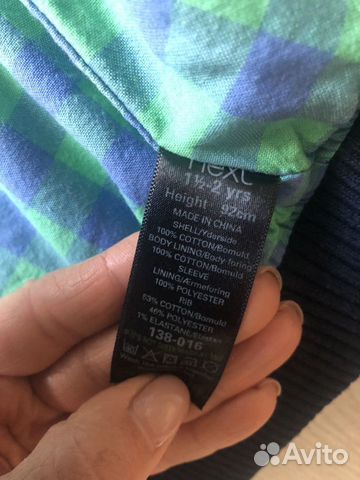 next
1½-2 yrs
Height 92cm
MADE IN CHINA
SHELL/Yderside
100% COTTON/Bomuld
BODY LINING/Body foring
100% COTTON/Bomuld
SLEEVE
LINING/Ærmeforing
100% POLYESTER
RIB
53% COTTON/Bomuld
46% POLYESTER
1% ELASTANE
138-016
Avito